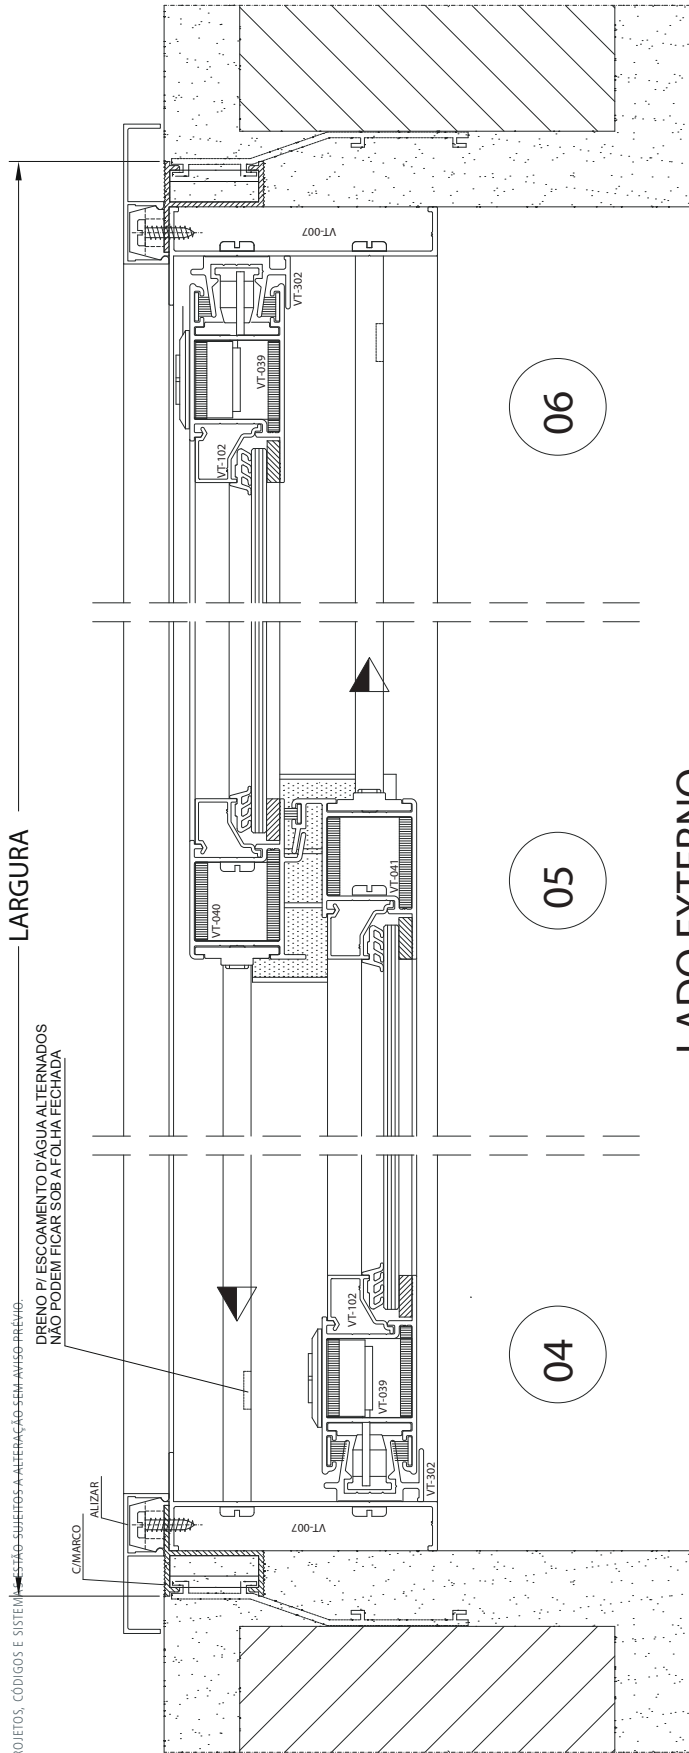 ROJETOS, CÓDIGOS E SISTEMAS ESTÃO SUJEITOS A ALTERAÇÃO SEM AVISO PRÉVIO.
LARGURA
DRENO P/ ESCOAMENTO D'ÁGUA ALTERNADOS
NÃO PODEM FICAR SOB A FOLHA FECHADA
C/MARCO
ALIZAR
VT-007
VT-007
VT-302
VT-039
VT-102
VT-040
VT-041
VT-102
VT-039
VT-302
04
05
06
LADO EXTERNO